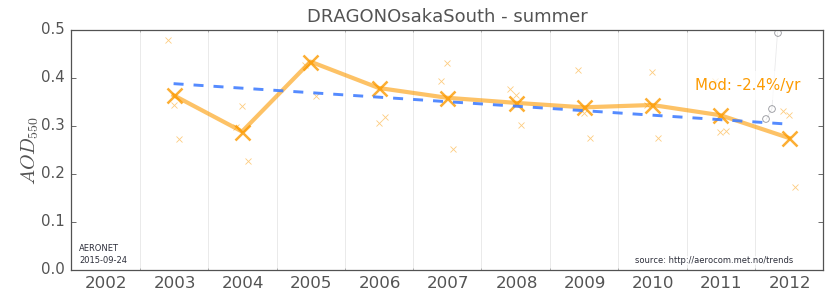 DRAGONOsakaSouth - summer
0.5
0.4
0.3
0.2
0.1
0.0
AOD550
Mod: -2.4%/yr
AERONET
2015-09-24
source: http://aerocom.met.no/trends
2002 2003 2004 2005 2006 2007 2008 2009 2010 2011 2012